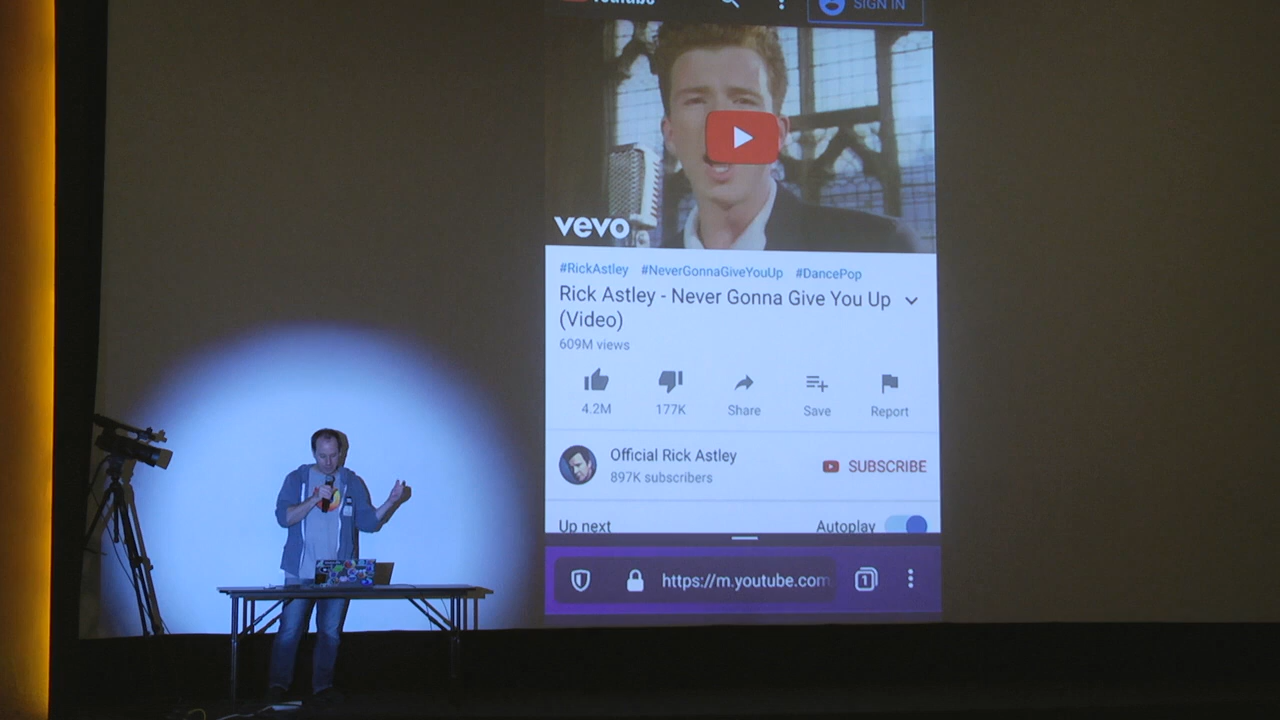 YouTube
SIGN IN
vevo
#RickAstley #NeverGonnaGiveYouUp #DancePop
Rick Astley - Never Gonna Give You Up
(Video)
609M views
4.2M 177K Share Save Report
Official Rick Astley
897K subscribers
SUBSCRIBE
Up next Autoplay
https://m.youtube.com
1